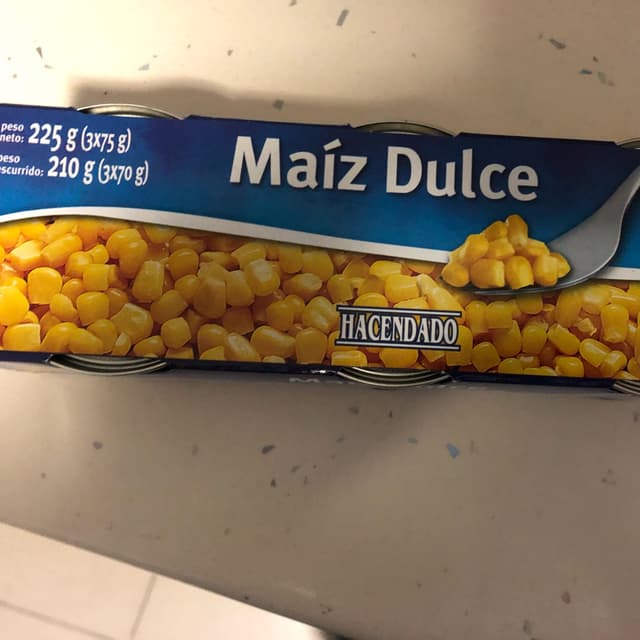 peso
neto: 225 g (3x75 g)
peso
escurrido: 210 g (3x70 g)
Maíz Dulce
HACENDADO